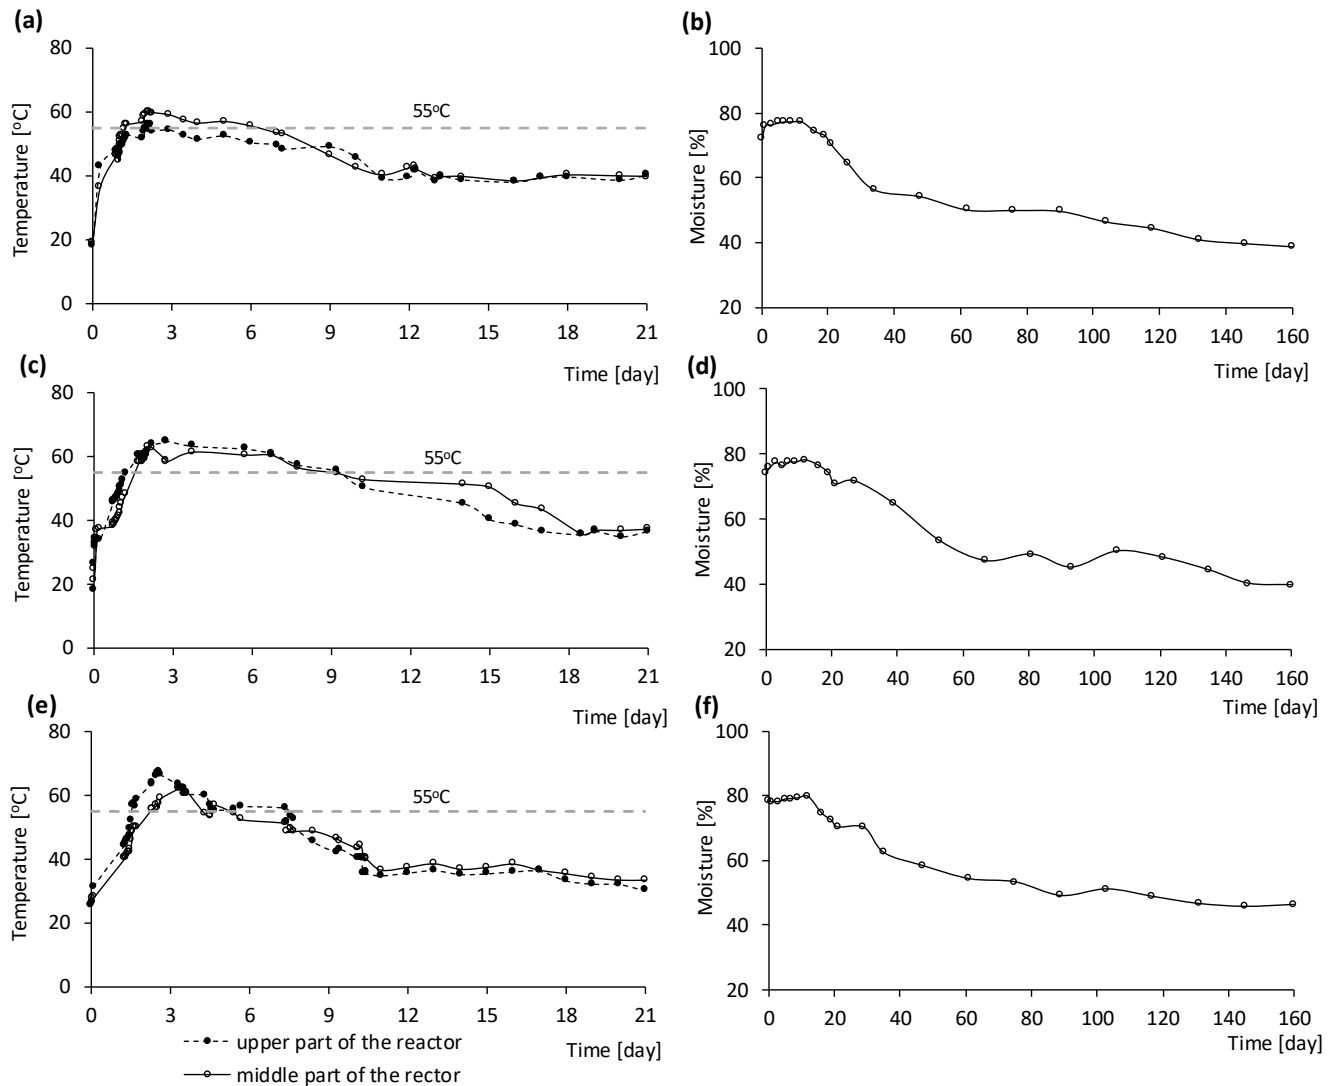 (a)
(b)
80
60
40
20
0
Temperature [°C]
55°C
0 3 6 9 12 15 18 21
Time [day]
100
80
60
40
20
Moisture [%]
0 20 40 60 80 100 120 140 160
Time [day]
(c)
(d)
80
60
40
20
0
Temperature [°C]
55°C
0 3 6 9 12 15 18 21
Time [day]
100
80
60
40
20
Moisture [%]
0 20 40 60 80 100 120 140 160
Time [day]
(e)
(f)
80
60
40
20
0
Temperature [°C]
55°C
0 3 6 9 12 15 18 21
Time [day]
100
80
60
40
20
Moisture [%]
0 20 40 60 80 100 120 140 160
Time [day]
upper part of the reactor
middle part of the rector